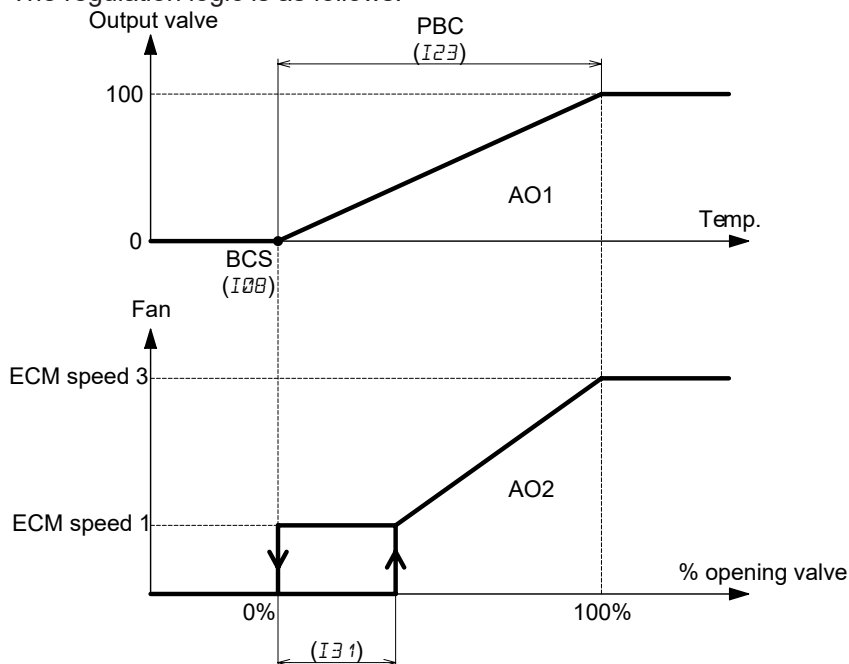 The regulation logic is as follows:
Output valve
PBC
(I23)
100
AO1
Temp.
0
BCS
(I08)
Fan
ECM speed 3
AO2
ECM speed 1
% opening valve
0%
100%
(I31)